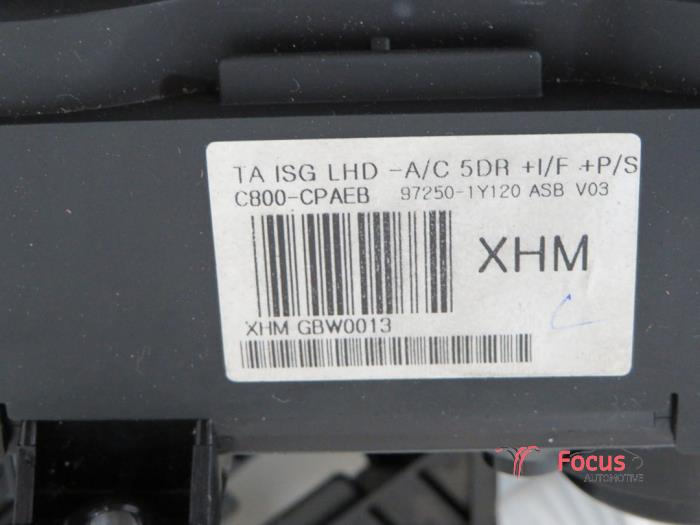 TA ISG LHD -A/C 5DR +I/F +P/S
C800-CPAEB 97250-1Y120 ASB V03
XHM
XHM GBW0013
Focus
AUTOMOTIVE